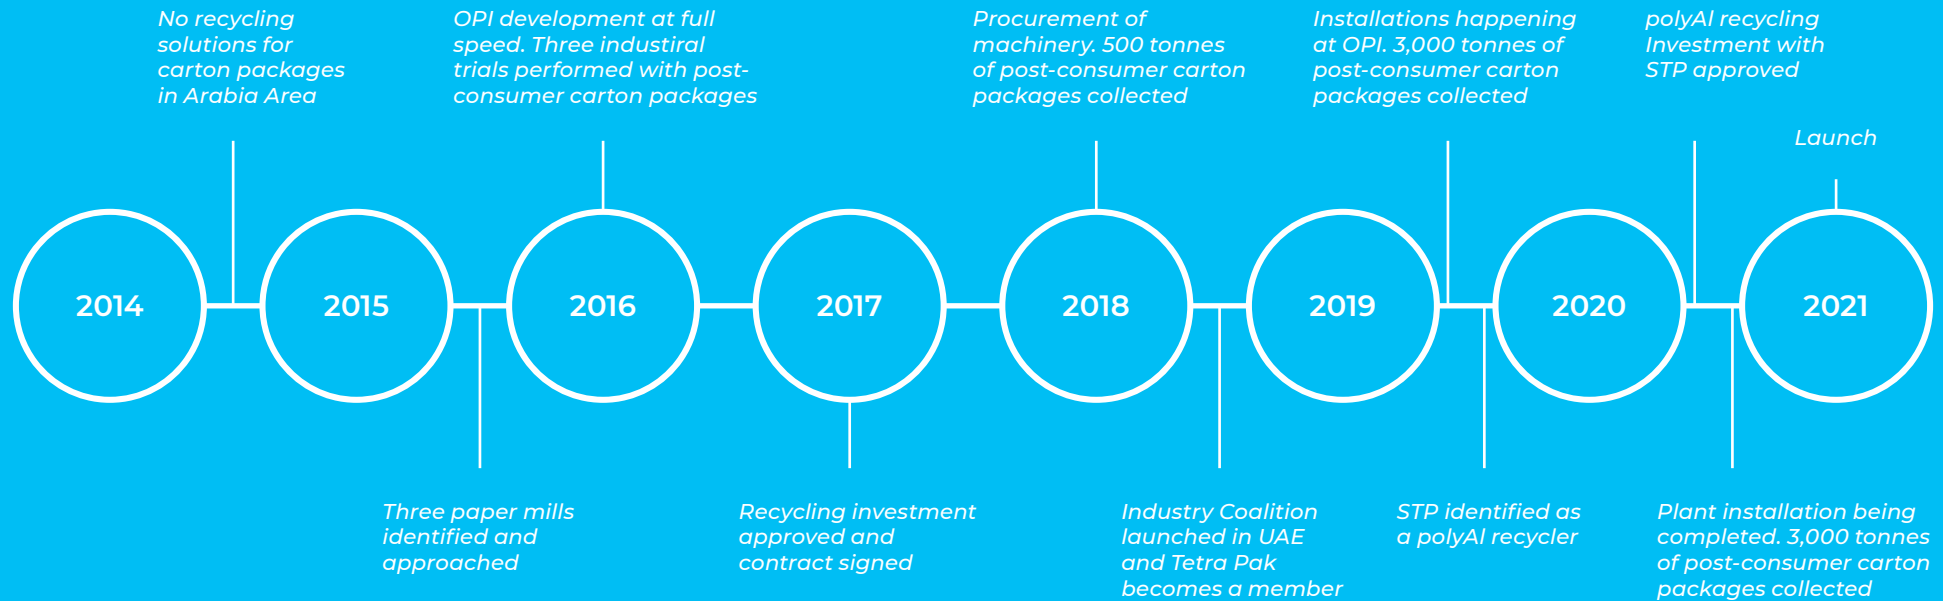 No recycling
solutions for
carton packages
in Arabia Area
OPI development at full
speed. Three industiral
trials performed with post-
consumer carton packages
Procurement of
machinery. 500 tonnes
of post-consumer carton
packages collected
Installations happening
at OPI. 3,000 tonnes of
post-consumer carton
packages collected
polyAl recycling
Investment with
STP approved
Launch
2014
2015
2016
2017
2018
2019
2020
2021
Three paper mills
identified and
approached
Recycling investment
approved and
contract signed
Industry Coalition
launched in UAE
and Tetra Pak
becomes a member
STP identified as
a polyAl recycler
Plant installation being
completed. 3,000 tonnes
of post-consumer carton
packages collected